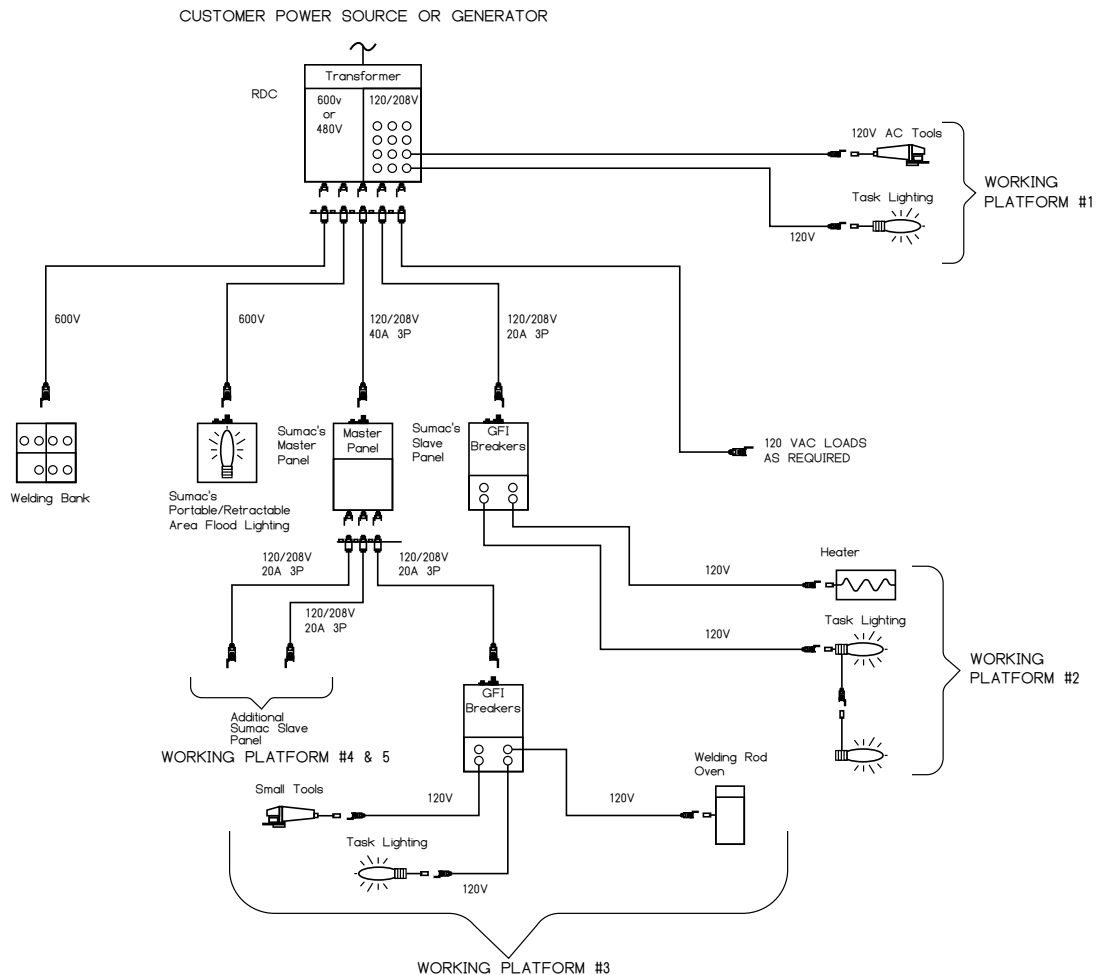 CUSTOMER POWER SOURCE OR GENERATOR
Transformer
RDC
600v
or
480V
120/208V
120V AC Tools
Task Lighting
120V
WORKING
PLATFORM #1
600V
600V
120/208V
40A 3P
120/208V
20A 3P
Welding Bank
Sumac's
Portable/Retractable
Area Flood Lighting
Sumac's
Master
Panel
Master
Panel
Sumac's
Slave
Panel
GFI
Breakers
120 VAC LOADS
AS REQUIRED
120/208V
20A 3P
120/208V
20A 3P
120/208V
20A 3P
120V
Heater
120V
Task Lighting
WORKING
PLATFORM #2
Additional
Sumac Slave
Panel
WORKING PLATFORM #4 & 5
GFI
Breakers
Small Tools
120V
120V
Welding Rod
Oven
Task Lighting
120V
WORKING PLATFORM #3